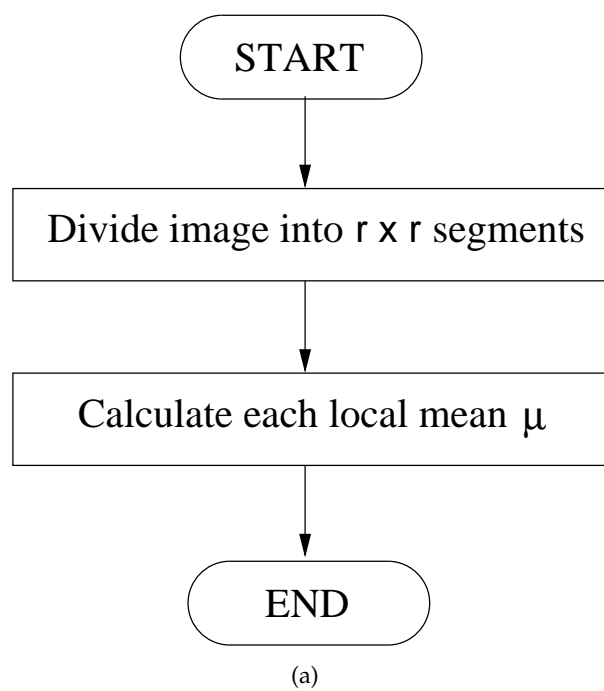 START
Divide image into r x r segments
Calculate each local mean μ
END
(a)